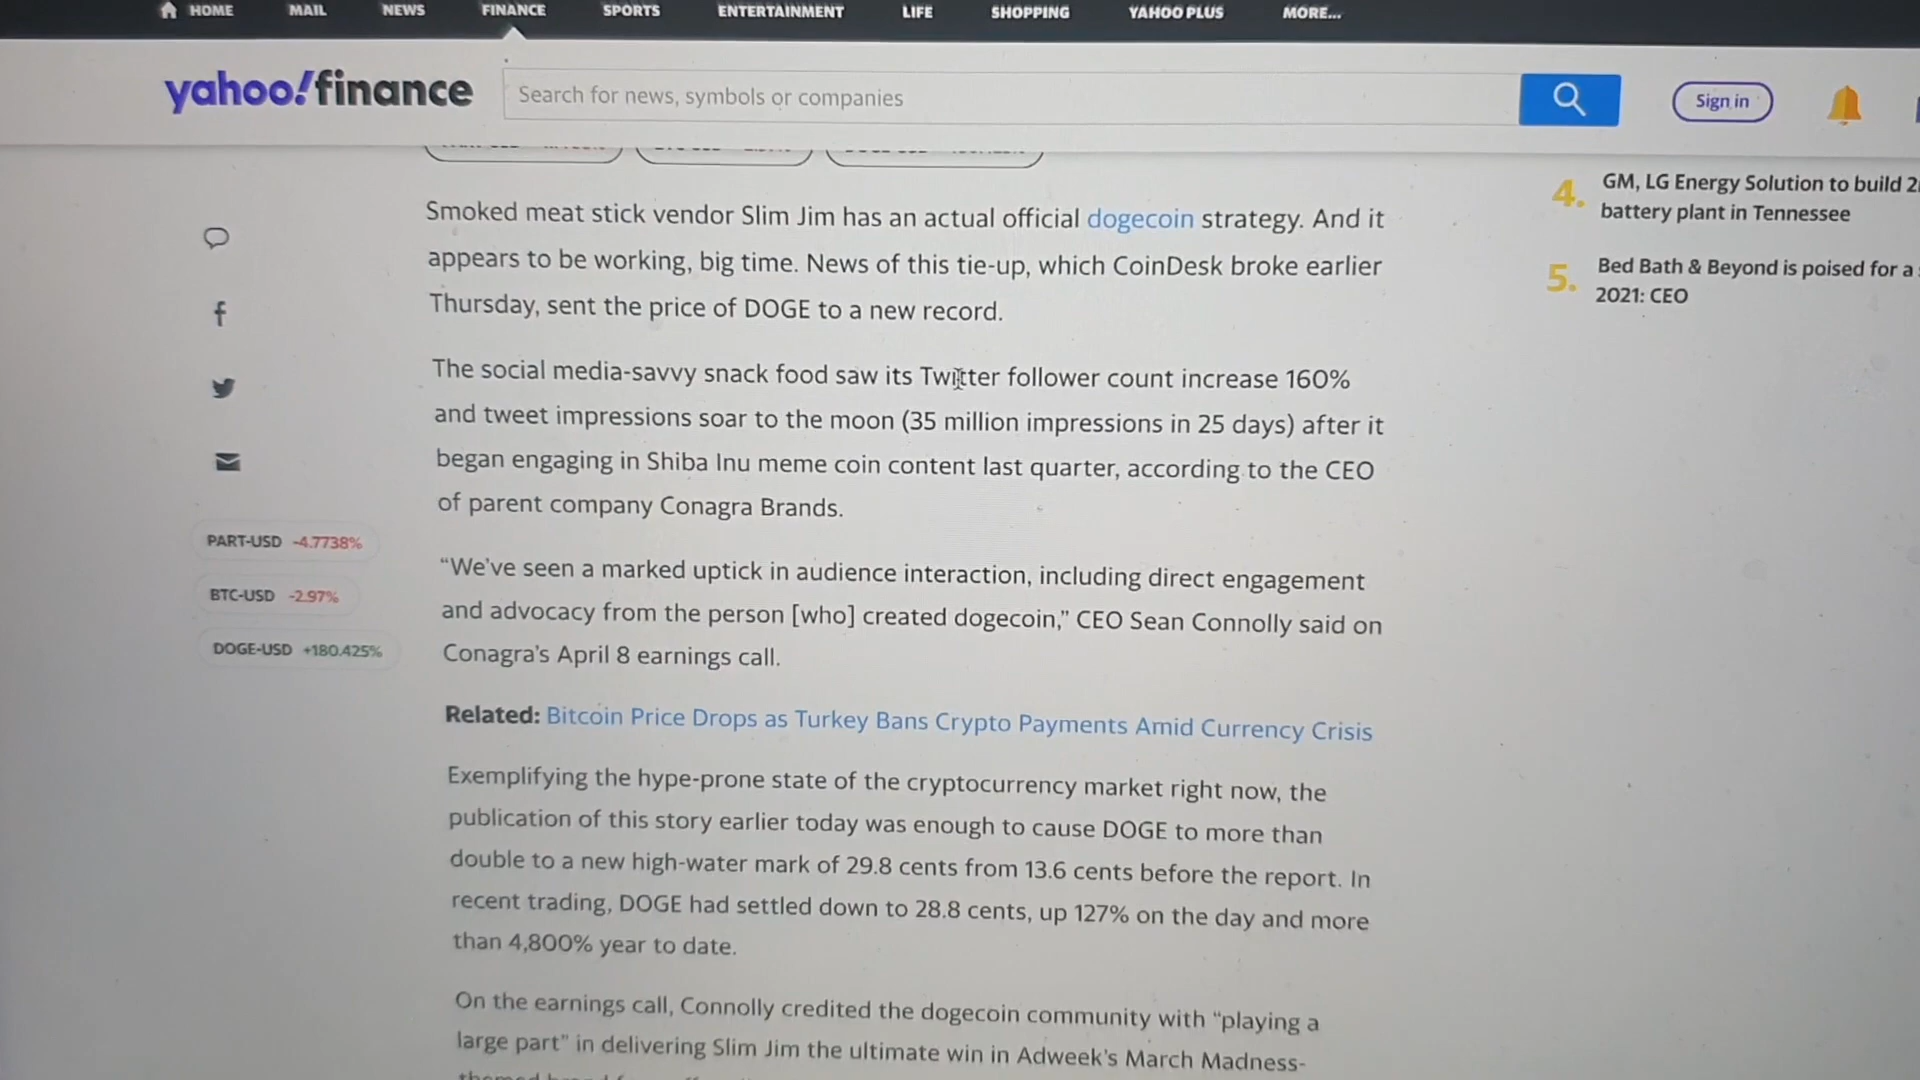 HOME MAIL NEWS FINANCE SPORTS ENTERTAINMENT LIFE SHOPPING YAHOO PLUS MORE...
yahoo!finance Search for news, symbols or companies Sign in
Smoked meat stick vendor Slim Jim has an actual official dogecoin strategy. And it
appears to be working, big time. News of this tie-up, which CoinDesk broke earlier
Thursday, sent the price of DOGE to a new record.
The social media-savvy snack food saw its Twitter follower count increase 160%
and tweet impressions soar to the moon (35 million impressions in 25 days) after it
began engaging in Shiba Inu meme coin content last quarter, according to the CEO
of parent company Conagra Brands.
“We’ve seen a marked uptick in audience interaction, including direct engagement
and advocacy from the person [who] created dogecoin,” CEO Sean Connolly said on
Conagra’s April 8 earnings call.
Related: Bitcoin Price Drops as Turkey Bans Crypto Payments Amid Currency Crisis
Exemplifying the hype-prone state of the cryptocurrency market right now, the
publication of this story earlier today was enough to cause DOGE to more than
double to a new high-water mark of 29.8 cents from 13.6 cents before the report. In
recent trading, DOGE had settled down to 28.8 cents, up 127% on the day and more
than 4,800% year to date.
On the earnings call, Connolly credited the dogecoin community with “playing a
large part” in delivering Slim Jim the ultimate win in Adweek’s March Madness-
PART-USD -4.7738%
BTC-USD -2.97%
DOGE-USD +180.425%
4. GM, LG Energy Solution to build
battery plant in Tennessee
5. Bed Bath & Beyond is poised for a
2021: CEO